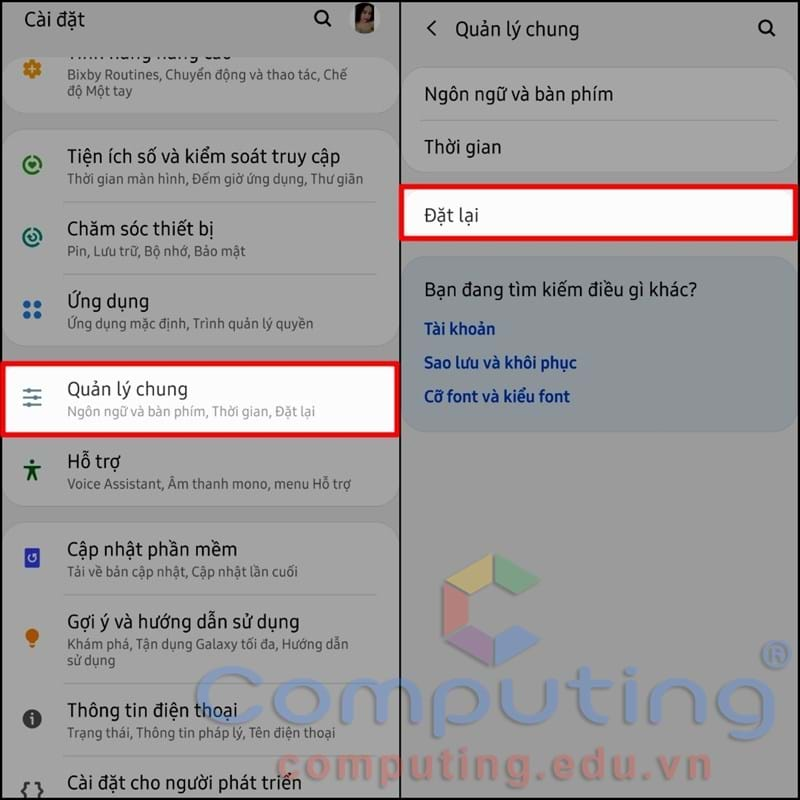 Cài đặt
Tính năng nâng cao
Bixby Routines, Chuyển động và thao tác, Chế
độ Một tay
Tiện ích số và kiểm soát truy cập
Thời gian màn hình, Đếm giờ ứng dụng, Thư giãn
Chăm sóc thiết bị
Pin, Lưu trữ, Bộ nhớ, Bảo mật
Ứng dụng
Ứng dụng mặc định, Trình quản lý quyền
Quản lý chung
Ngôn ngữ và bàn phím, Thời gian, Đặt lại
Hỗ trợ
Voice Assistant, Âm thanh mono, menu Hỗ trợ
Cập nhật phần mềm
Tải về bản cập nhật, Cập nhật lần cuối
Gợi ý và hướng dẫn sử dụng
Khám phá, Tận dụng Galaxy tối đa, Hướng dẫn
sử dụng
Thông tin điện thoại
Trạng thái, Thông tin pháp lý, Tên điện thoại
Cài đặt cho người phát triển
Quản lý chung
Ngôn ngữ và bàn phím
Thời gian
Đặt lại
Bạn đang tìm kiếm điều gì khác?
Tài khoản
Sao lưu và khôi phục
Cỡ font và kiểu font
Computing®
computing.edu.vn